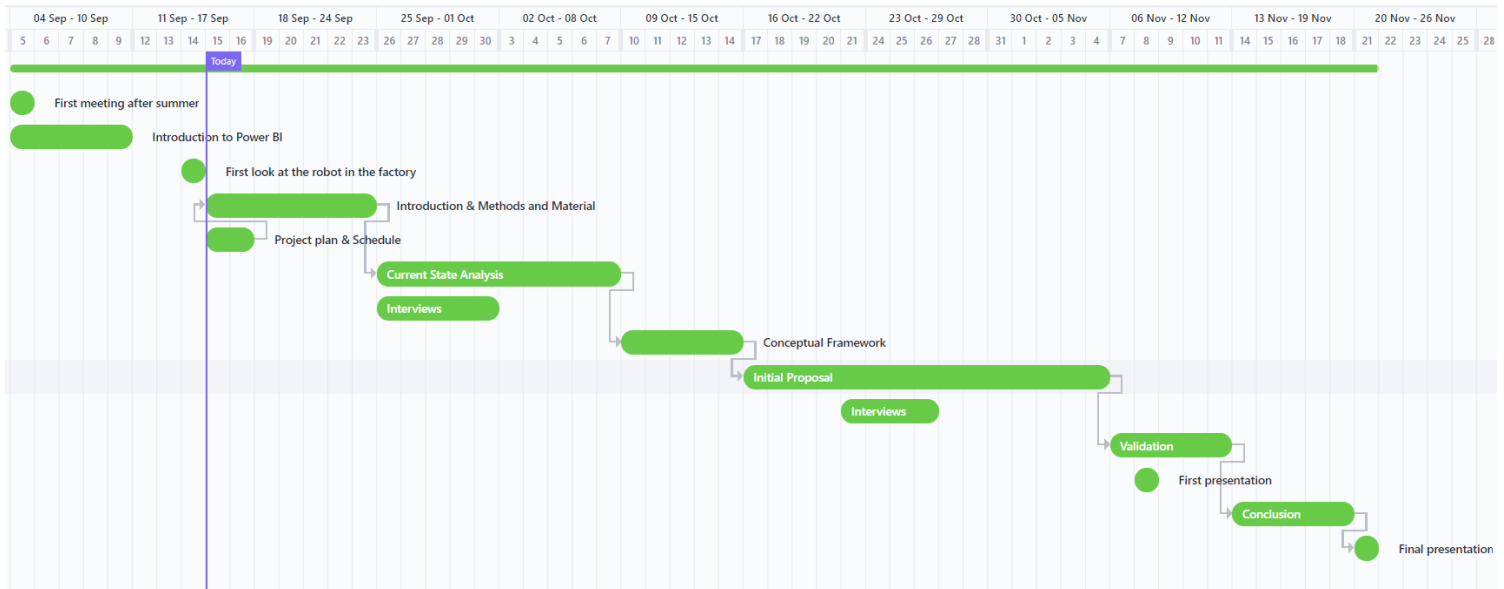 04 Sep - 10 Sep 11 Sep - 17 Sep 18 Sep - 24 Sep 25 Sep - 01 Oct 02 Oct - 08 Oct 09 Oct - 15 Oct 16 Oct - 22 Oct 23 Oct - 29 Oct 30 Oct - 05 Nov 06 Nov - 12 Nov 13 Nov - 19 Nov 20 Nov - 26 Nov
5 6 7 8 9 12 13 14 15 16 19 20 21 22 23 26 27 28 29 30 3 4 5 6 7 10 11 12 13 14 17 18 19 20 21 24 25 26 27 28 31 1 2 3 4 7 8 9 10 11 14 15 16 17 18 21 22 23 24 25 28
Today
First meeting after summer
Introduction to Power BI
First look at the robot in the factory
Introduction & Methods and Material
Project plan & Schedule
Current State Analysis
Interviews
Conceptual Framework
Initial Proposal
Interviews
Validation
First presentation
Conclusion
Final presentation